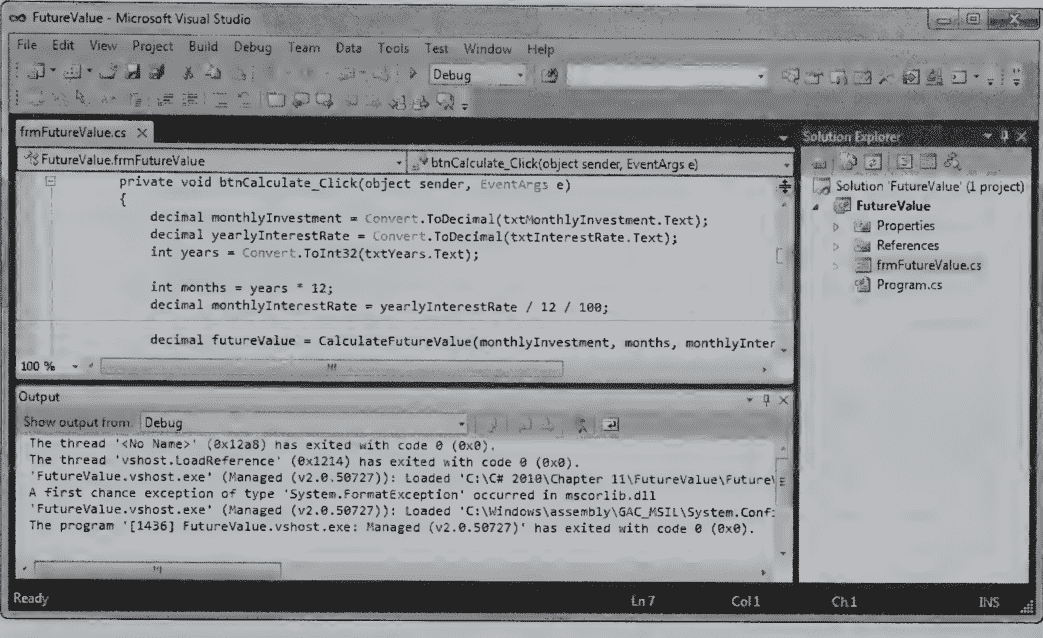 FutureValue - Microsoft Visual Studio
File Edit View Project Build Debug Team Data Tools Test Window Help
Debug
frmFutureValue.cs
Solution Explorer
FutureValue.frmFutureValue
btnCalculate_Click(object sender, EventArgs e)
private void btnCalculate_Click(object sender, EventArgs e)
{
decimal monthlyInvestment = Convert.ToDecimal(txtMonthlyInvestment.Text);
decimal yearlyInterestRate = Convert.ToDecimal(txtInterestRate.Text);
int years = Convert.ToInt32(txtYears.Text);
int months = years * 12;
decimal monthlyInterestRate = yearlyInterestRate / 12 / 100;
decimal futureValue = CalculateFutureValue(monthlyInvestment, months, monthlyInter
100 %
Solution 'FutureValue' (1 project)
FutureValue
Properties
References
frmFutureValue.cs
Program.cs
Output
Show output from: Debug
The thread '<No Name>' (0x12a8) has exited with code 0 (0x0).
The thread 'vshost.LoadReference' (0x1214) has exited with code 0 (0x0).
'FutureValue.vshost.exe' (Managed (v2.0.50727)): Loaded 'C:\C# 2010\Chapter 11\FutureValue\Future\
A first chance exception of type 'System.FormatException' occurred in mscorlib.dll
'FutureValue.vshost.exe' (Managed (v2.0.50727)): Loaded 'C:\Windows\assembly\GAC_MSIL\System.Conf
The program '[1436] FutureValue.vshost.exe: Managed (v2.0.50727)' has exited with code 0 (0x0).
Ready
Ln 7
Col 1
Ch 1
INS